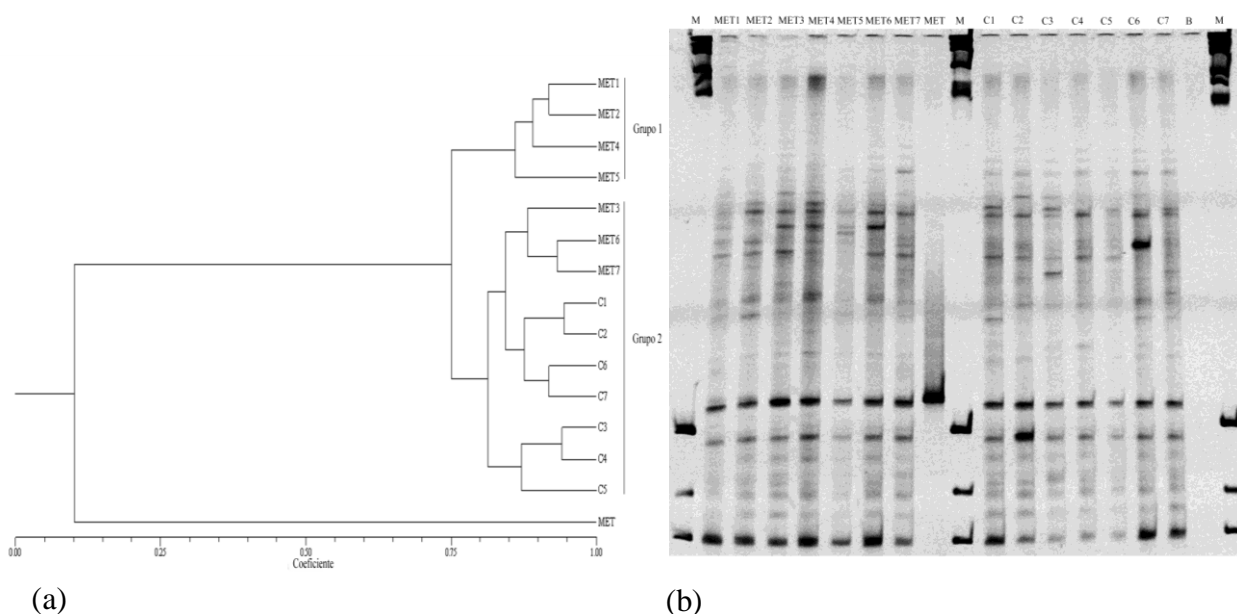 MET1
MET2
MET4
MET5
Grupo 1
MET3
MET6
MET7
C1
C2
C6
C7
C3
C4
C5
Grupo 2
MET
0.00 0.25 0.50 0.75 1.00
Coeficiente
(a)
M MET1 MET2 MET3 MET4 MET5 MET6 MET7 MET M C1 C2 C3 C4 C5 C6 C7 B M
(b)